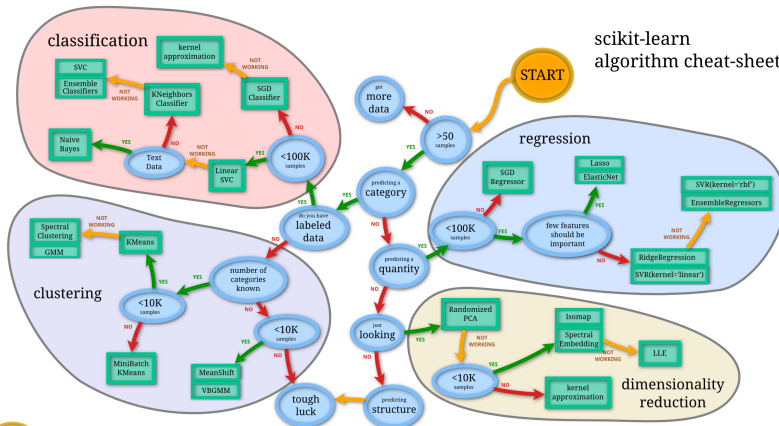 scikit-learn
algorithm cheat-sheet
START
classification
kernel
approximation
NOT
WORKING
SVC
Ensemble
Classifiers
NOT
WORKING
KNeighbors
Classifier
SGD
Classifier
NO
NO
Naive
Bayes
YES
Text
Data
NOT
WORKING
Linear
SVC
YES
<100K
samples
YES
get
more
data
NO
>50
samples
YES
predicting a
category
YES
NO
do you have
labeled
data
NO
predicting a
quantity
YES
NO
just
looking
YES
NO
predicting
structure
tough
luck
regression
SGD
Regressor
NO
<100K
samples
YES
Lasso
ElasticNet
YES
few features
should be
important
NO
SVR(kernel='rbf')
EnsembleRegressors
NOT
WORKING
RidgeRegression
SVR(kernel='linear')
clustering
Spectral
Clustering
GMM
NOT
WORKING
KMeans
YES
<10K
samples
NO
MiniBatch
KMeans
YES
number of
categories
known
NO
<10K
samples
YES
NO
MeanShift
VBGMM
Randomized
PCA
NOT
WORKING
<10K
samples
YES
NO
Isomap
Spectral
Embedding
NOT
WORKING
LLE
kernel
approximation
dimensionality
reduction